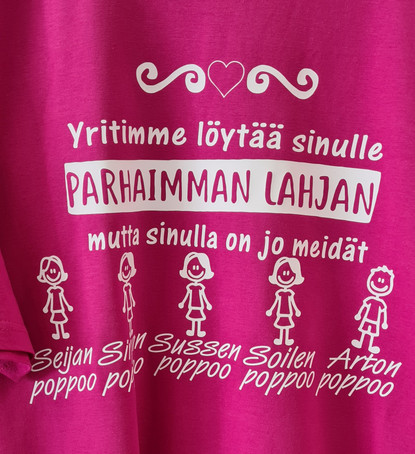 Yritimme löytää sinulle
PARHAIMMAN LAHJAN
mutta sinulla on jo meidät
Seijan Sussen Soilen Arton
poppoo poppoo poppoo poppoo